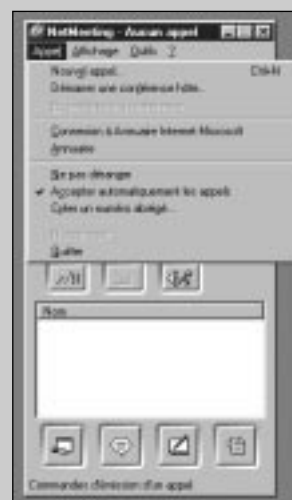 NetMeeting - Aucun appel
Appel Affichage Outils ?
Nouvel appel... Ctrl+N
Démarrer une conférence hôte...
Connexion à Annuaire Internet Microsoft
Annuaire
Ne pas déranger
✔ Accepter automatiquement les appels
Créer un numéro abrégé...
Quitter
Nom
Commandes d'émission d'un appel